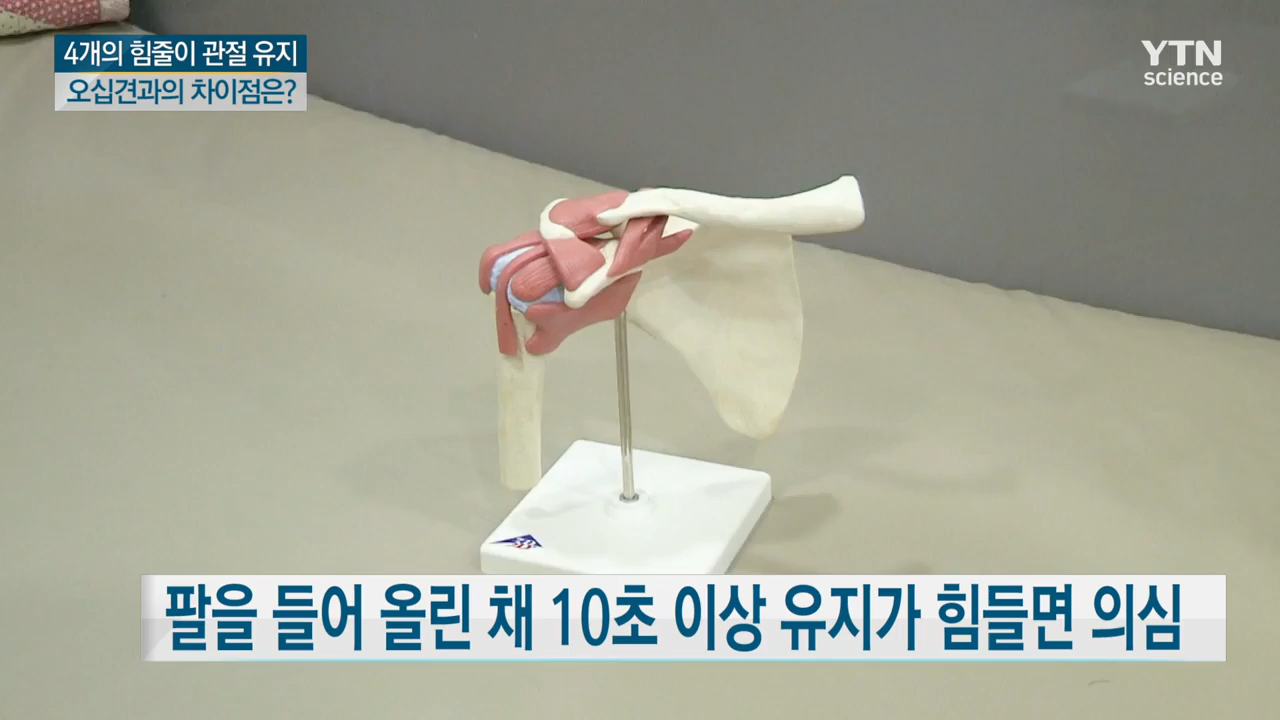 4개의 힘줄이 관절 유지
오십견과의 차이점은?
YTN
science
팔을 들어 올린 채 10초 이상 유지가 힘들면 의심